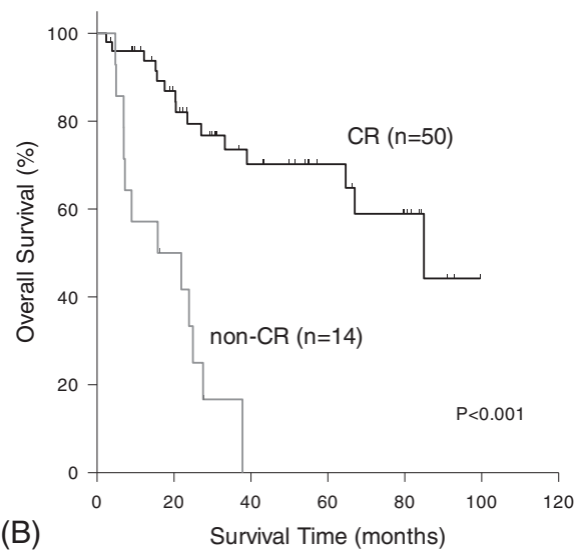 100
80
60
40
20
0
Overall Survival (%)
CR (n=50)
non-CR (n=14)
P<0.001
0 20 40 60 80 100 120
(B) Survival Time (months)